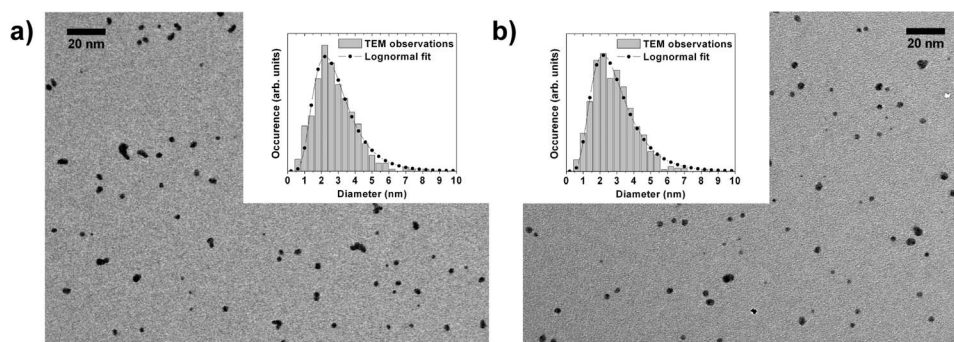 a)
20 nm
TEM observations
Lognormal fit
Occurence (arb. units)
0 1 2 3 4 5 6 7 8 9 10
Diameter (nm)
b)
20 nm
TEM observations
Lognormal fit
Occurence (arb. units)
0 1 2 3 4 5 6 7 8 9 10
Diameter (nm)